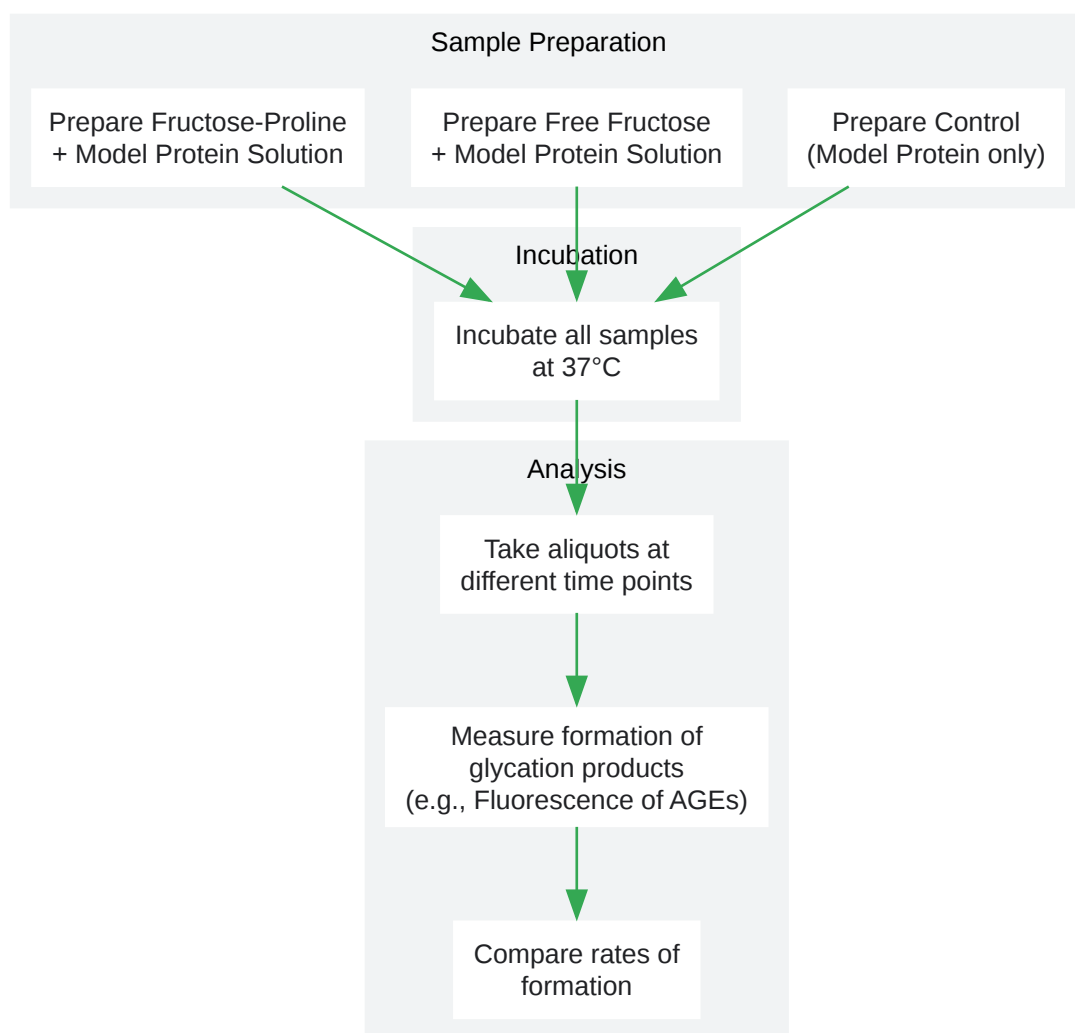 Sample Preparation
Prepare Fructose-Proline
+ Model Protein Solution
Prepare Free Fructose
+ Model Protein Solution
Prepare Control
(Model Protein only)
Incubation
Incubate all samples
at 37°C
Analysis
Take aliquots at
different time points
Measure formation of
glycation products
(e.g., Fluorescence of AGEs)
Compare rates of
formation